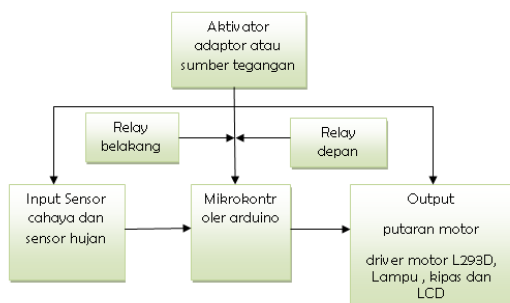 Aktivator
adaptor atau
sumber tegangan
Relay
belakang
Relay
depan
Input Sensor
cahaya dan
sensor hujan
Mikrokontr
oler arduino
Output
putaran motor
driver motor L293D,
Lampu , kipas dan
LCD